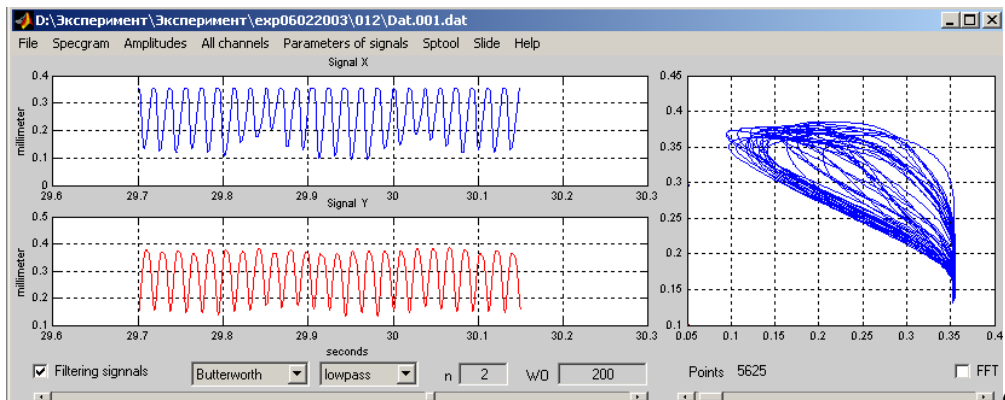 D:\Эксперимент\Эксперимент\exp06022003\012\Dat.001.dat
File Specgram Amplitudes All channels Parameters of signals Sptool Slide Help
Signal X
millimeter
0.4
0.3
0.2
0.1
0
29.6 29.7 29.8 29.9 30 30.1 30.2 30.3
Signal Y
millimeter
0.5
0.4
0.3
0.2
0.1
29.6 29.7 29.8 29.9 30 30.1 30.2 30.3
seconds
0.45
0.4
0.35
0.3
0.25
0.2
0.15
0.1
0.05 0.1 0.15 0.2 0.25 0.3 0.35 0.4
Filtering signnals Butterworth lowpass n 2 W0 200 Points 5625 FFT